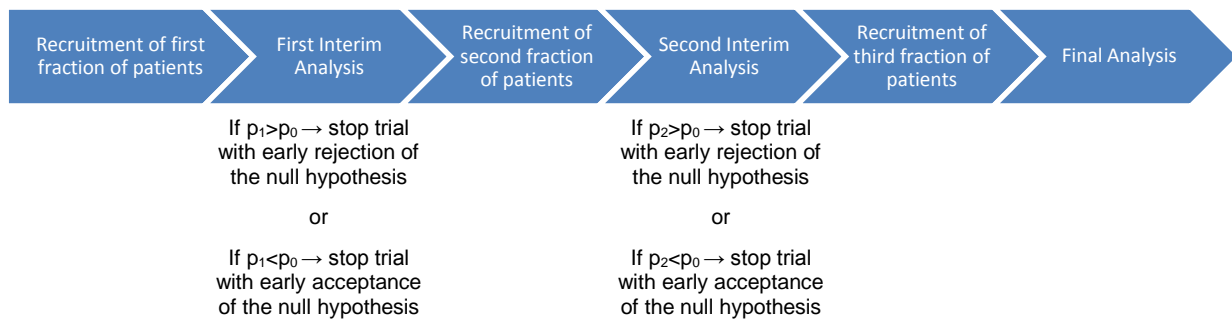 Recruitment of first
fraction of patients
First Interim
Analysis
Recruitment of
second fraction
of patients
Second Interim
Analysis
Recruitment of
third fraction of
patients
Final Analysis
If p₁>p₀ → stop trial
with early rejection of
the null hypothesis
or
If p₁<p₀ → stop trial
with early acceptance
of the null hypothesis
If p₂>p₀ → stop trial
with early rejection of
the null hypothesis
or
If p₂<p₀ → stop trial
with early acceptance
of the null hypothesis